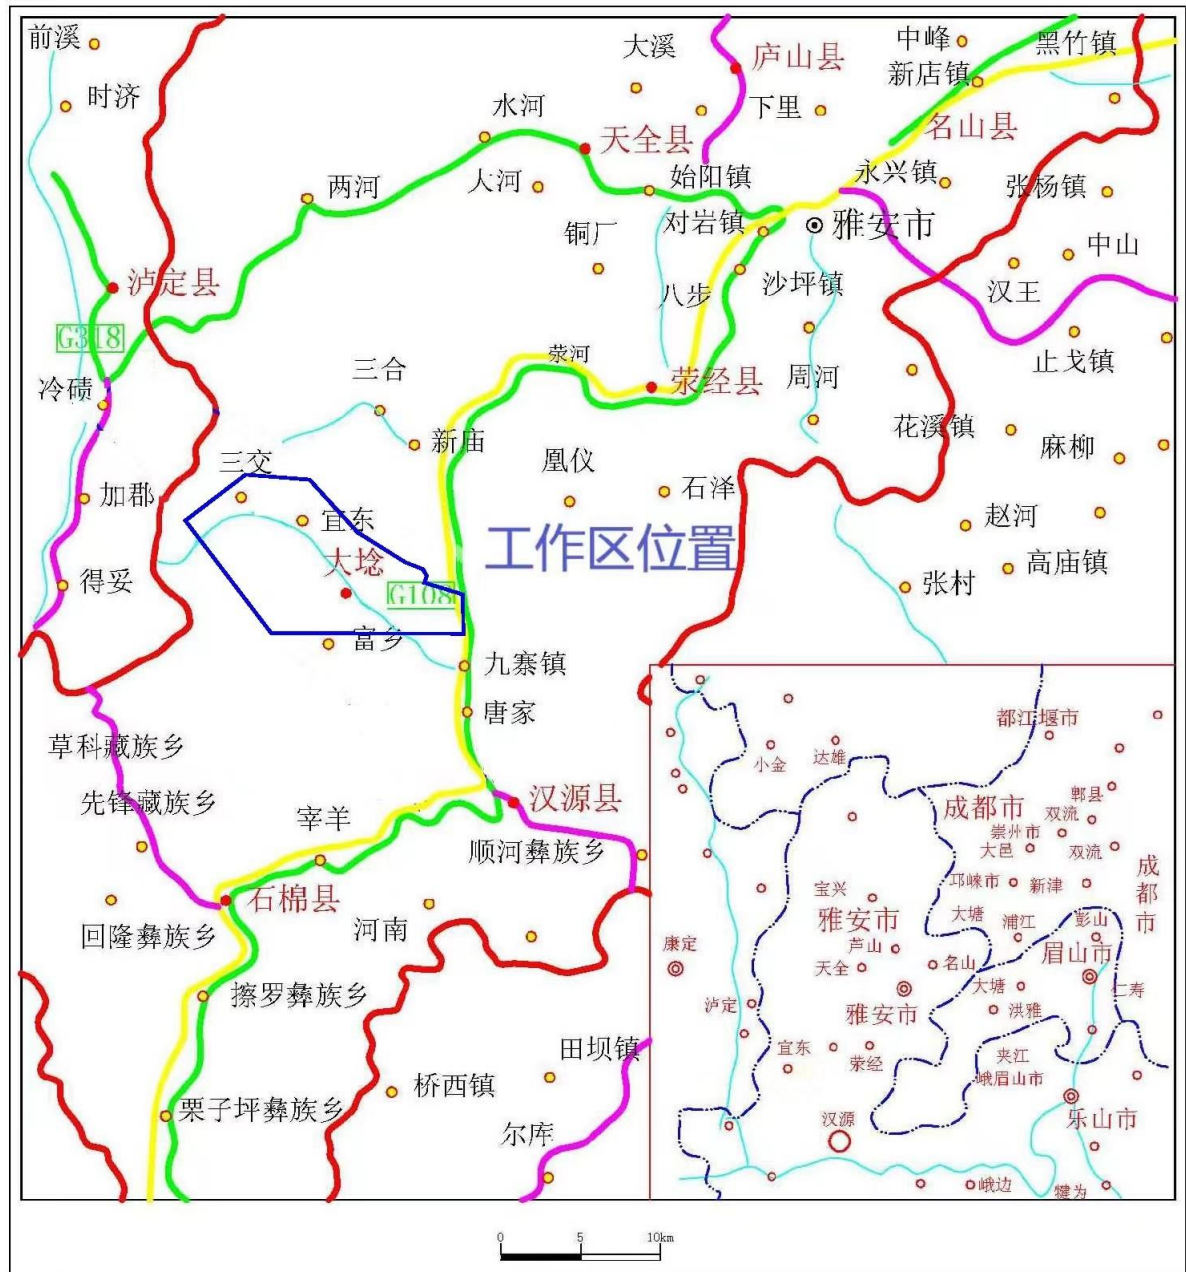 前溪
大溪
庐山县
中峰
黑竹镇
新店镇
时济
水河
下里
天全县
名山县
两河
大河
始阳镇
永兴镇
张杨镇
铜厂
对岩镇
雅安市
中山
泸定县
八步
沙坪镇
汉王
G318
荥河
止戈镇
冷碛
三合
荥经县
周河
花溪镇
新庙
麻柳
三交
凰仪
加郡
石泽
宜东
赵河
工作区位置
大埝
高庙镇
得妥
G108
张村
富乡
九寨镇
唐家
草科藏族乡
先锋藏族乡
汉源县
宰羊
顺河彝族乡
石棉县
回隆彝族乡
河南
擦罗彝族乡
田坝镇
桥西镇
栗子坪彝族乡
尔库
都江堰市
小金
达雄
郫县
成都市
双流
崇州市
大邑
双流
成都市
邛崃市
新津
宝兴
大塘
浦江
彭山
雅安市
芦山
眉山市
康定
天全
名山
大塘
仁寿
泸定
雅安市
洪雅
宜东
荥经
夹江
峨眉山市
汉源
乐山市
峨边
犍为
0 5 10km